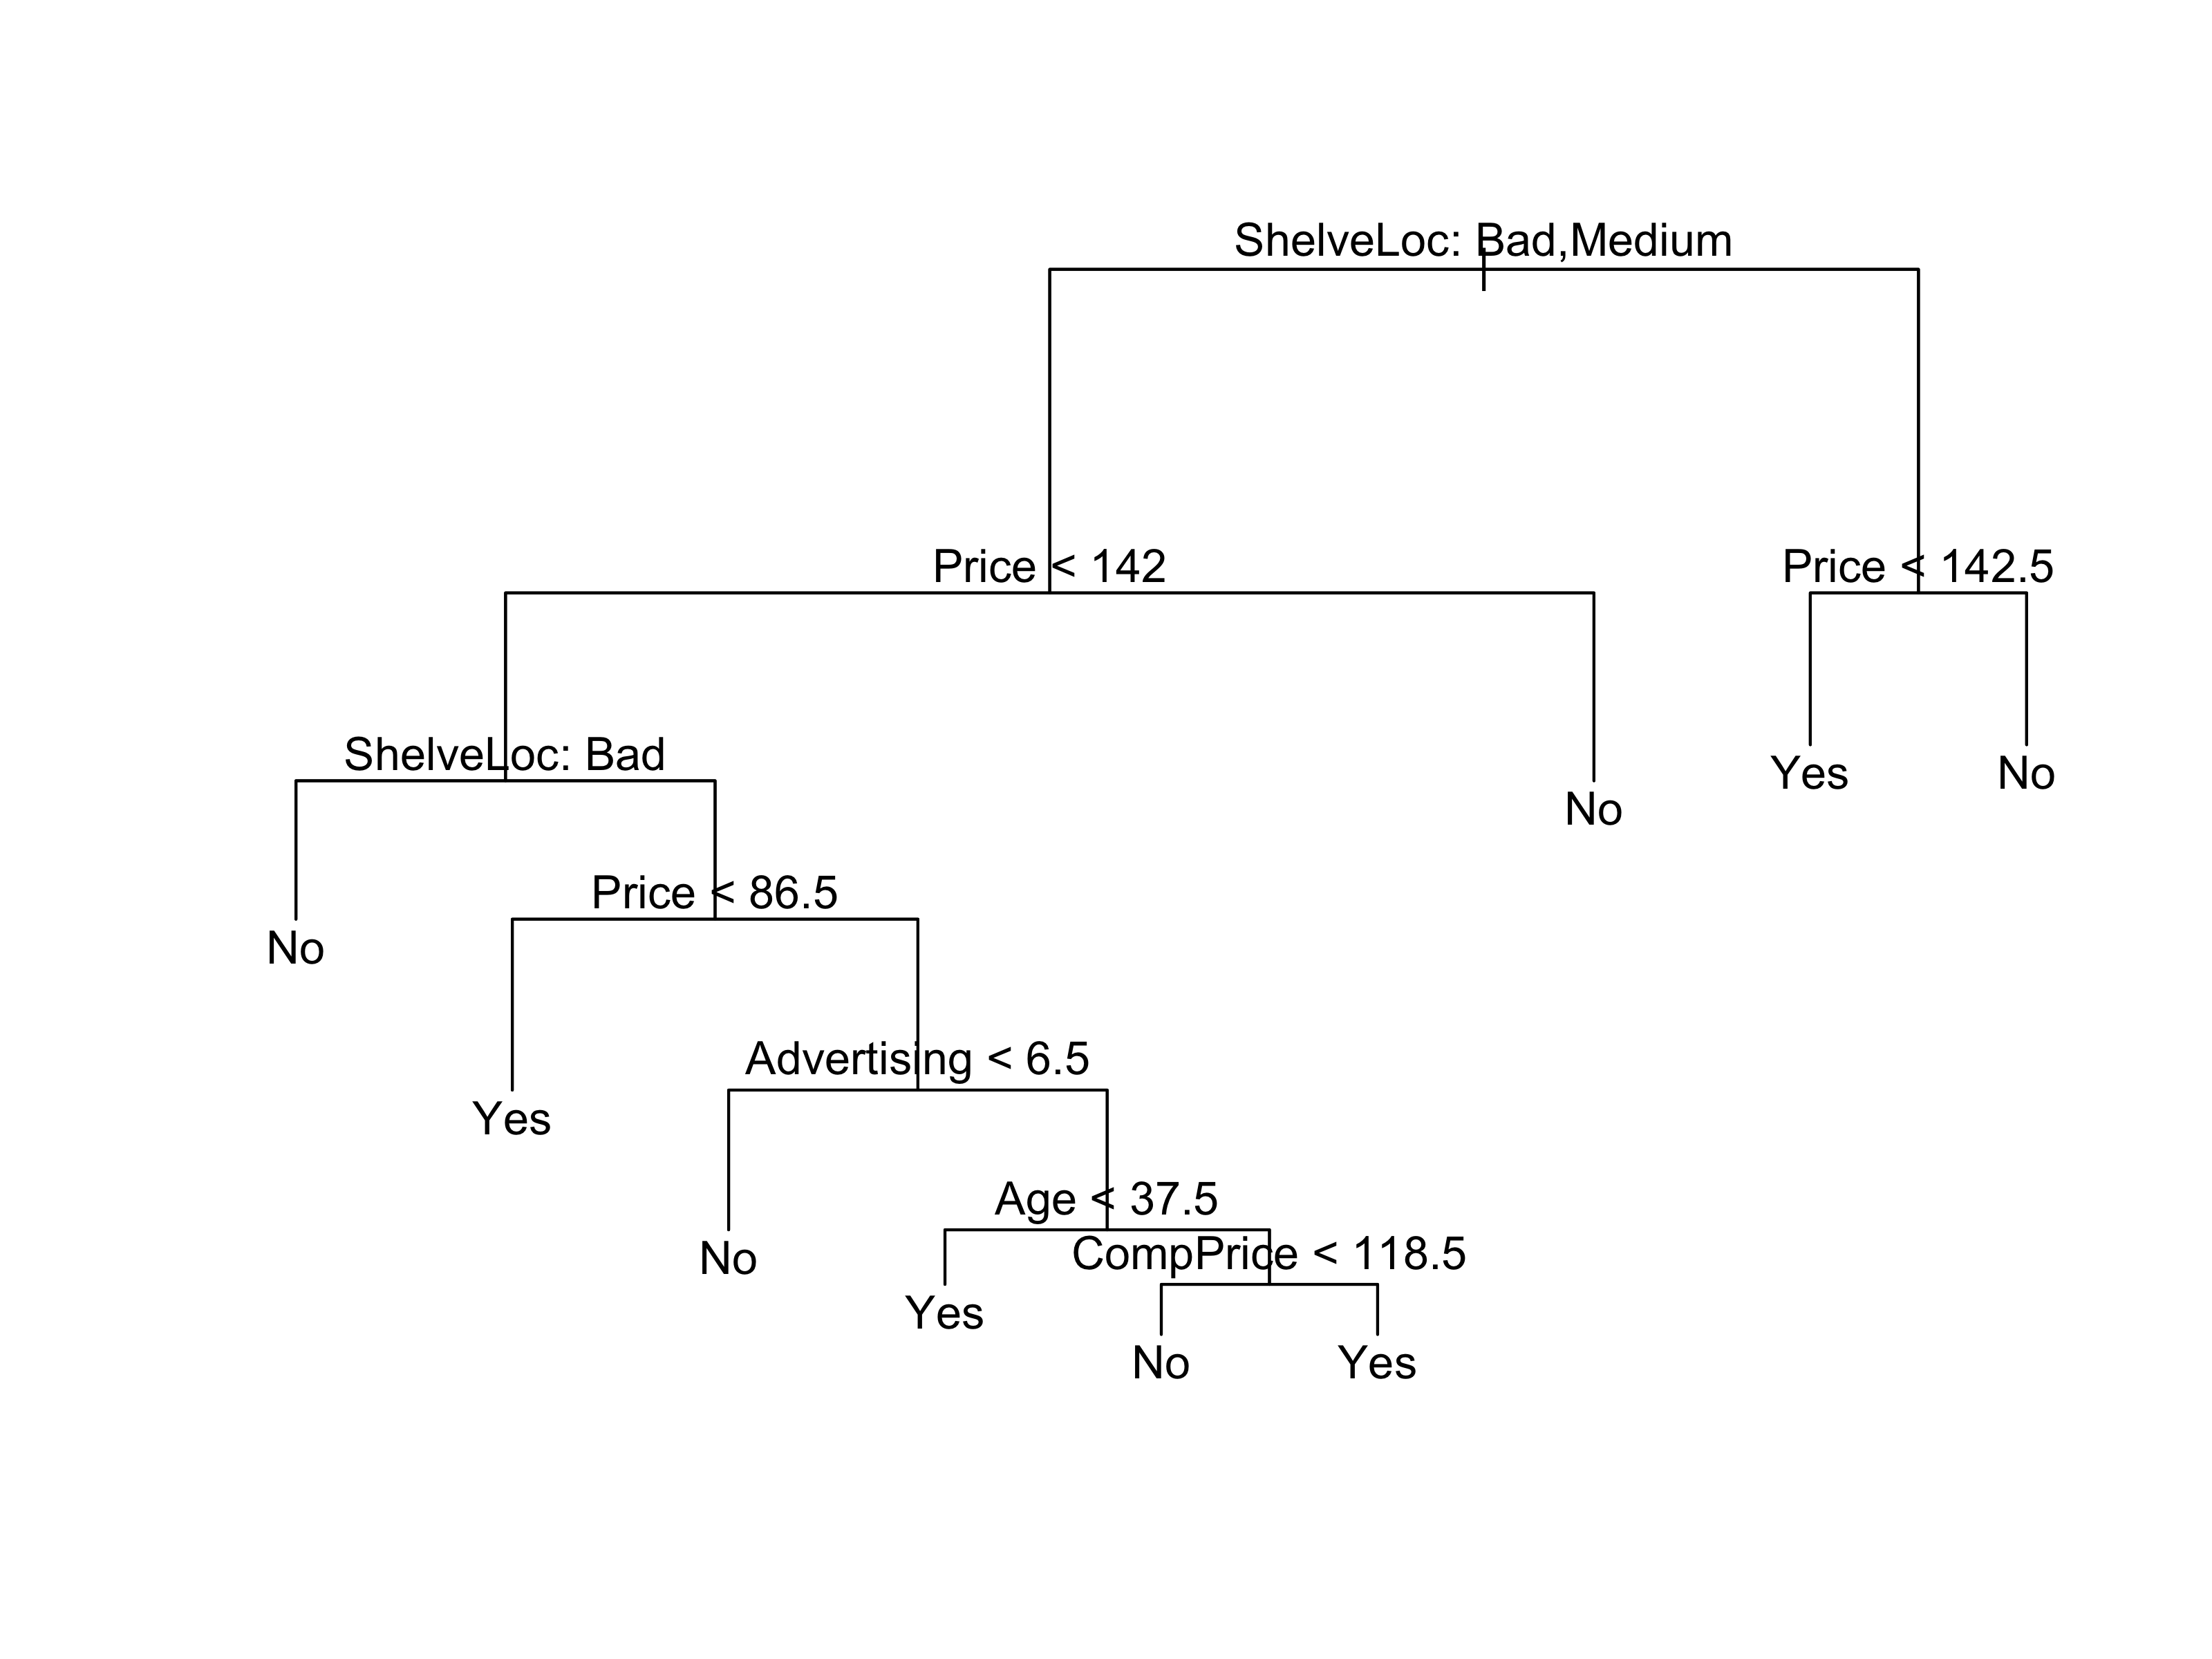 ShelveLoc: Bad,Medium
Price < 142
Price < 142.5
ShelveLoc: Bad
Yes
No
No
Price < 86.5
No
Advertising < 6.5
Yes
Age < 37.5
CompPrice < 118.5
No
Yes
No
Yes